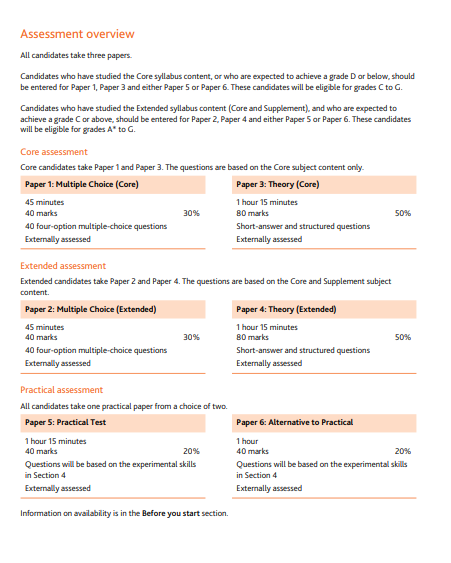 Assessment overview
All candidates take three papers.
Candidates who have studied the Core syllabus content, or who are expected to achieve a grade D or below, should
be entered for Paper 1, Paper 3 and either Paper 5 or Paper 6. These candidates will be eligible for grades C to G.
Candidates who have studied the Extended syllabus content (Core and Supplement), and who are expected to
achieve a grade C or above, should be entered for Paper 2, Paper 4 and either Paper 5 or Paper 6. These candidates
will be eligible for grades A* to G.
Core assessment
Core candidates take Paper 1 and Paper 3. The questions are based on the Core subject content only.
Paper 1: Multiple Choice (Core)
45 minutes
40 marks 30%
40 four-option multiple-choice questions
Externally assessed
Paper 3: Theory (Core)
1 hour 15 minutes
80 marks 50%
Short-answer and structured questions
Externally assessed
Extended assessment
Extended candidates take Paper 2 and Paper 4. The questions are based on the Core and Supplement subject
content.
Paper 2: Multiple Choice (Extended)
45 minutes
40 marks 30%
40 four-option multiple-choice questions
Externally assessed
Paper 4: Theory (Extended)
1 hour 15 minutes
80 marks 50%
Short-answer and structured questions
Externally assessed
Practical assessment
All candidates take one practical paper from a choice of two.
Paper 5: Practical Test
1 hour 15 minutes
40 marks 20%
Questions will be based on the experimental skills
in Section 4
Externally assessed
Paper 6: Alternative to Practical
1 hour
40 marks 20%
Questions will be based on the experimental skills
in Section 4
Externally assessed
Information on availability is in the Before you start section.